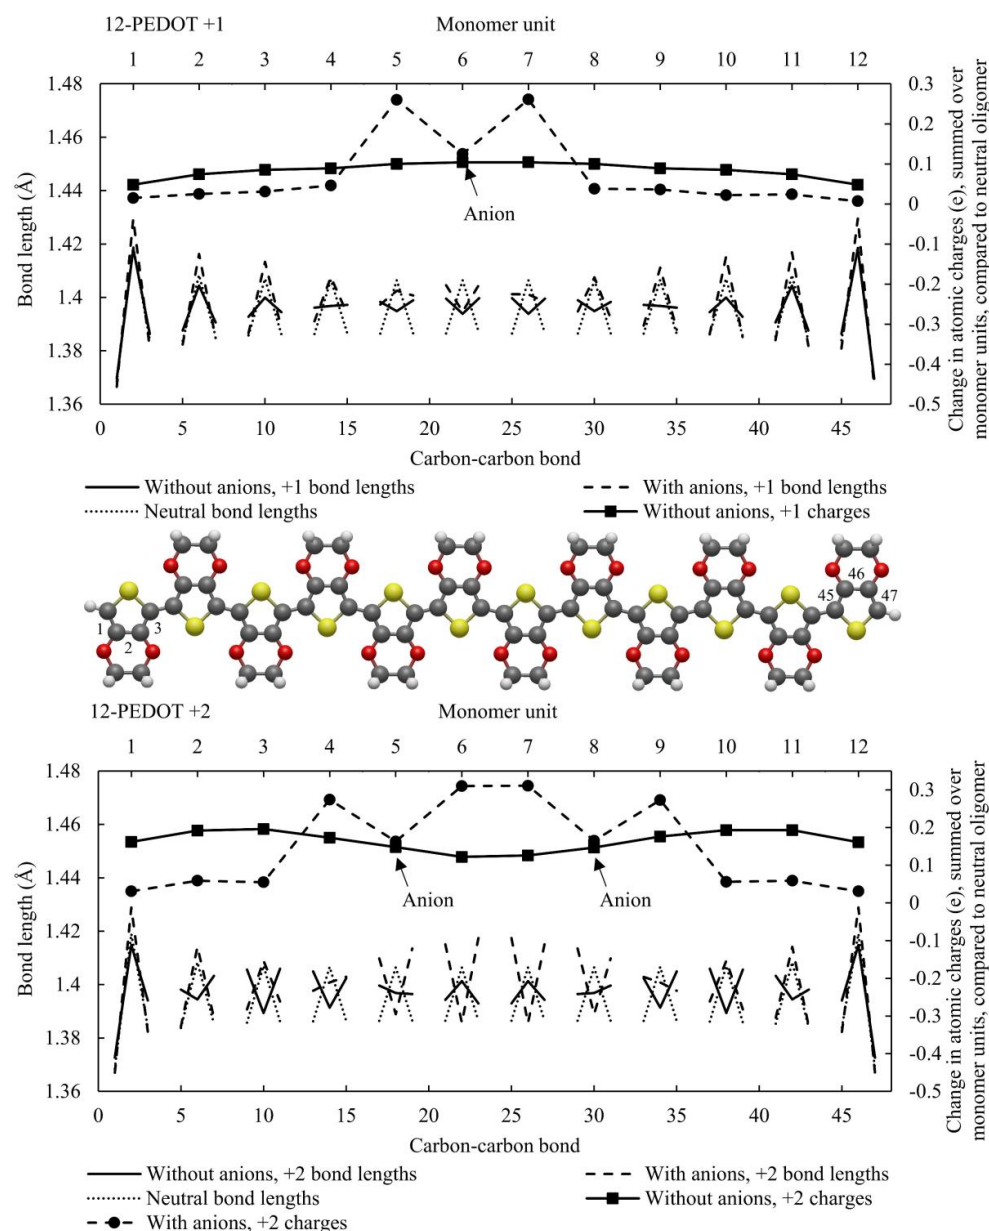 12-PEDOT +1
Monomer unit
1 2 3 4 5 6 7 8 9 10 11 12
1.48
1.46
1.44
1.42
1.4
1.38
1.36
Bond length (Å)
0.3
0.2
0.1
0
-0.1
-0.2
-0.3
-0.4
-0.5
Change in atomic charges (e), summed over
monomer units, compared to neutral oligomer
Anion
0 5 10 15 20 25 30 35 40 45
Carbon-carbon bond
Without anions, +1 bond lengths
With anions, +1 bond lengths
Neutral bond lengths
Without anions, +1 charges
1
2
3
45
46
47
12-PEDOT +2
Monomer unit
1 2 3 4 5 6 7 8 9 10 11 12
1.48
1.46
1.44
1.42
1.4
1.38
1.36
Bond length (Å)
0.3
0.2
0.1
0
-0.1
-0.2
-0.3
-0.4
-0.5
Change in atomic charges (e), summed over
monomer units, compared to neutral oligomer
Anion
Anion
0 5 10 15 20 25 30 35 40 45
Carbon-carbon bond
Without anions, +2 bond lengths
With anions, +2 bond lengths
Neutral bond lengths
Without anions, +2 charges
With anions, +2 charges